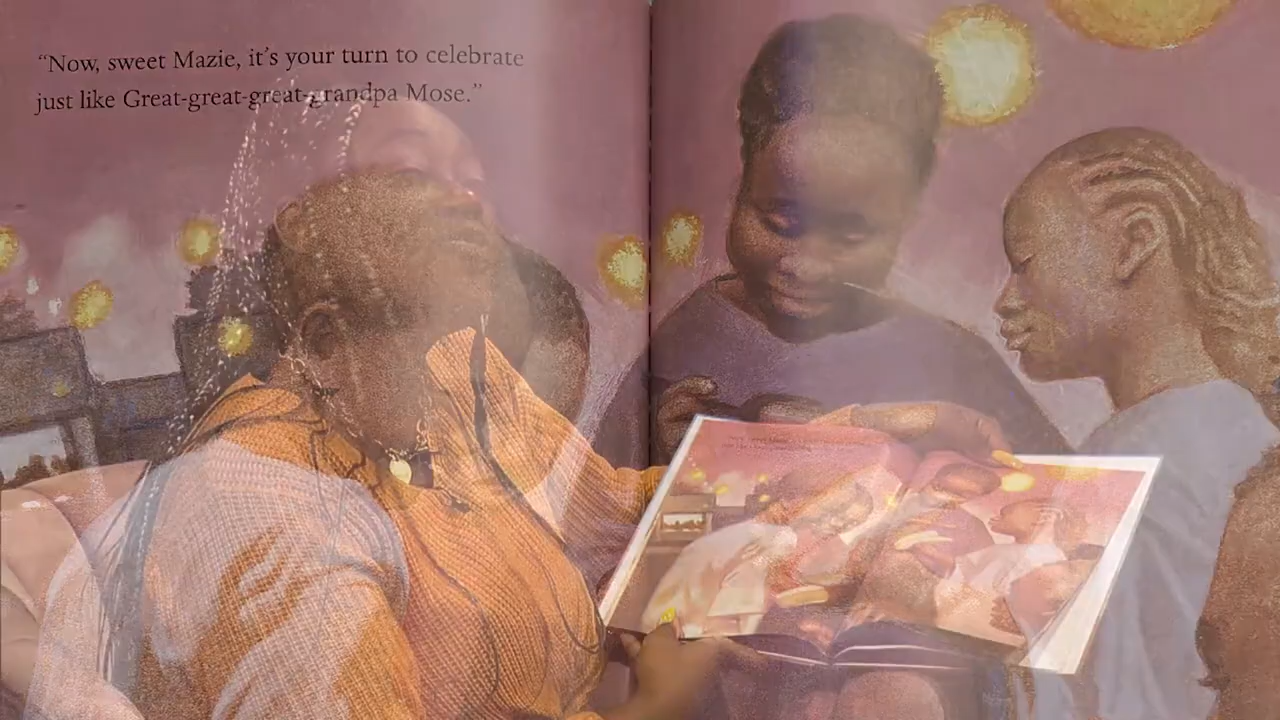 “Now, sweet Mazie, it’s your turn to celebrate
just like Great-great-great-grandpa Mose.”